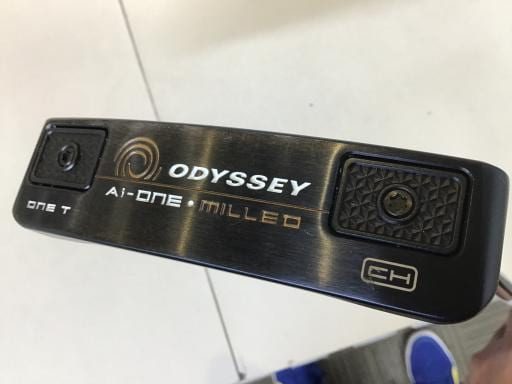 ODYSSEY
Ai-ONE • MILLED
ONE T
CH